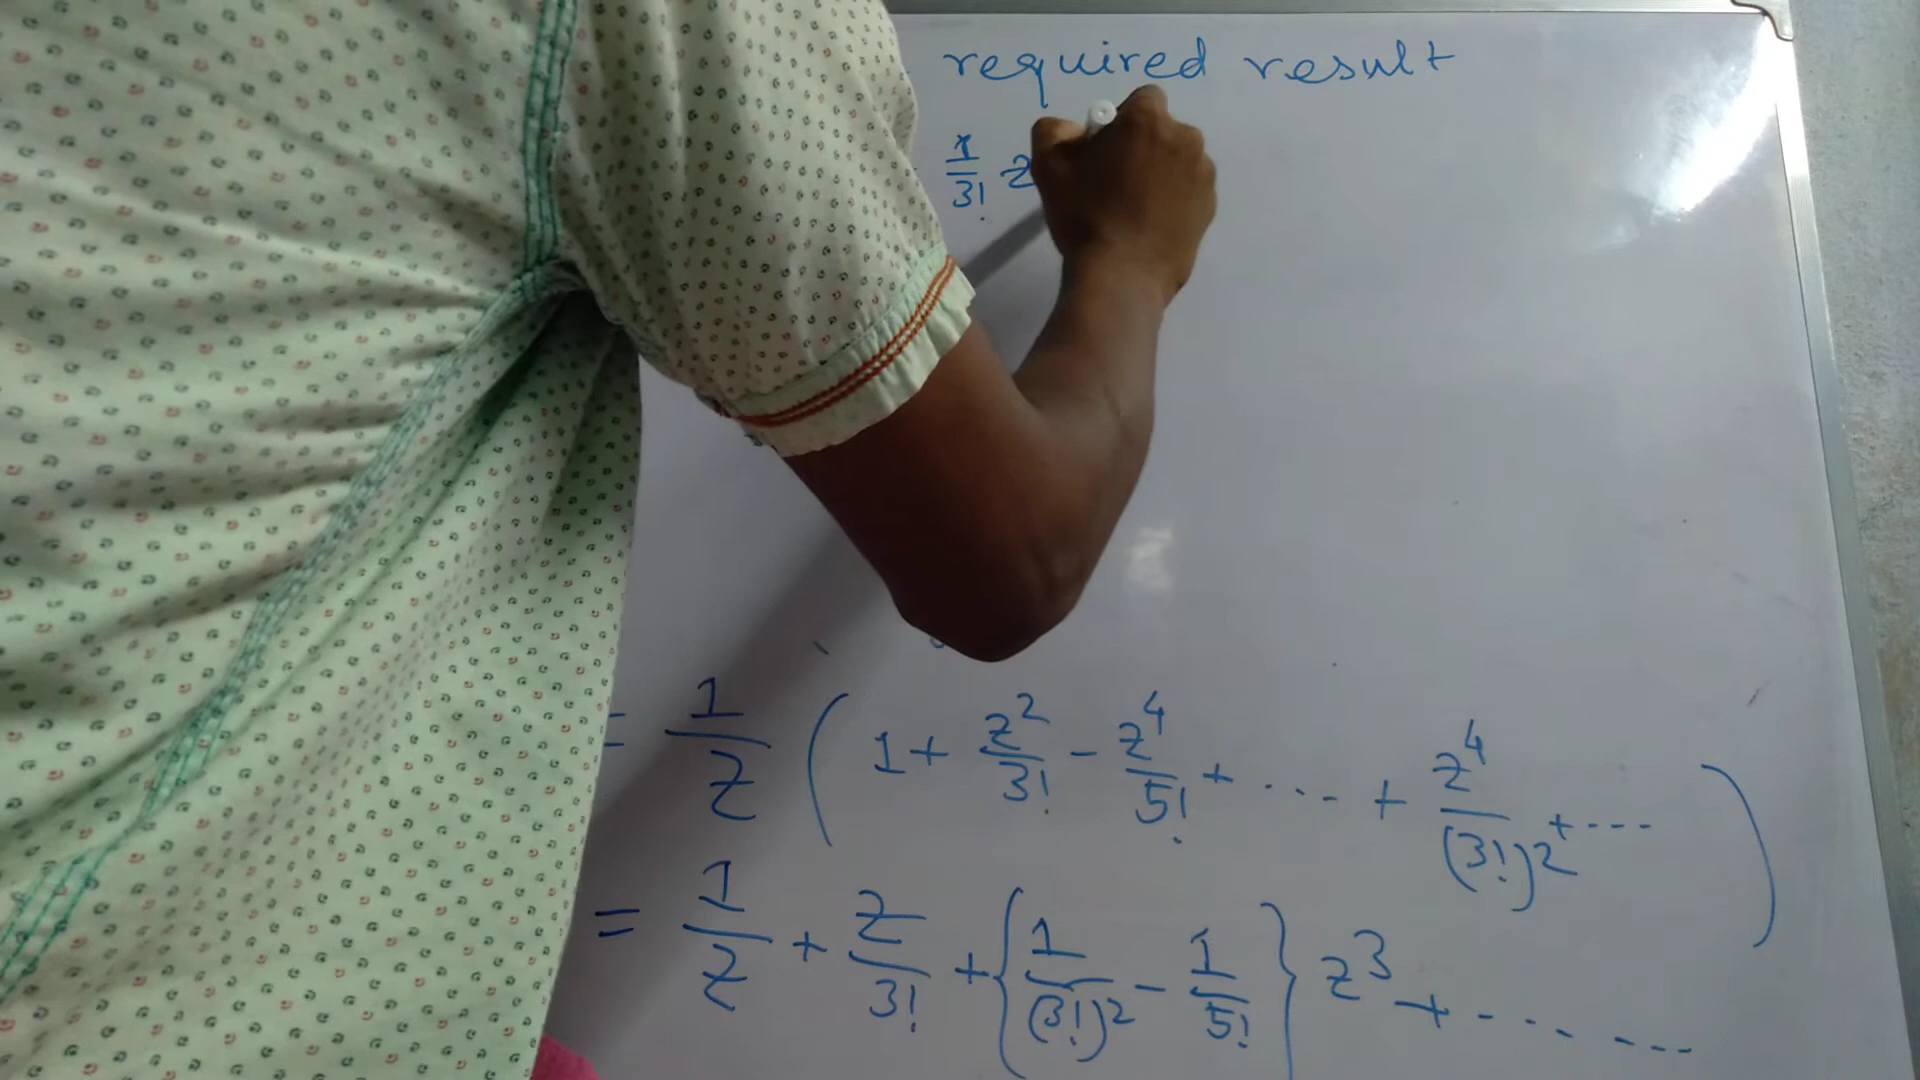 required result
1/3! z
= 1/z ( 1 + z²/3! - z⁴/5! + .... + z⁴/(3!)² + ---- )
= 1/z + z/3! + { 1/(3!)² - 1/5! } z³ + - - - - ---